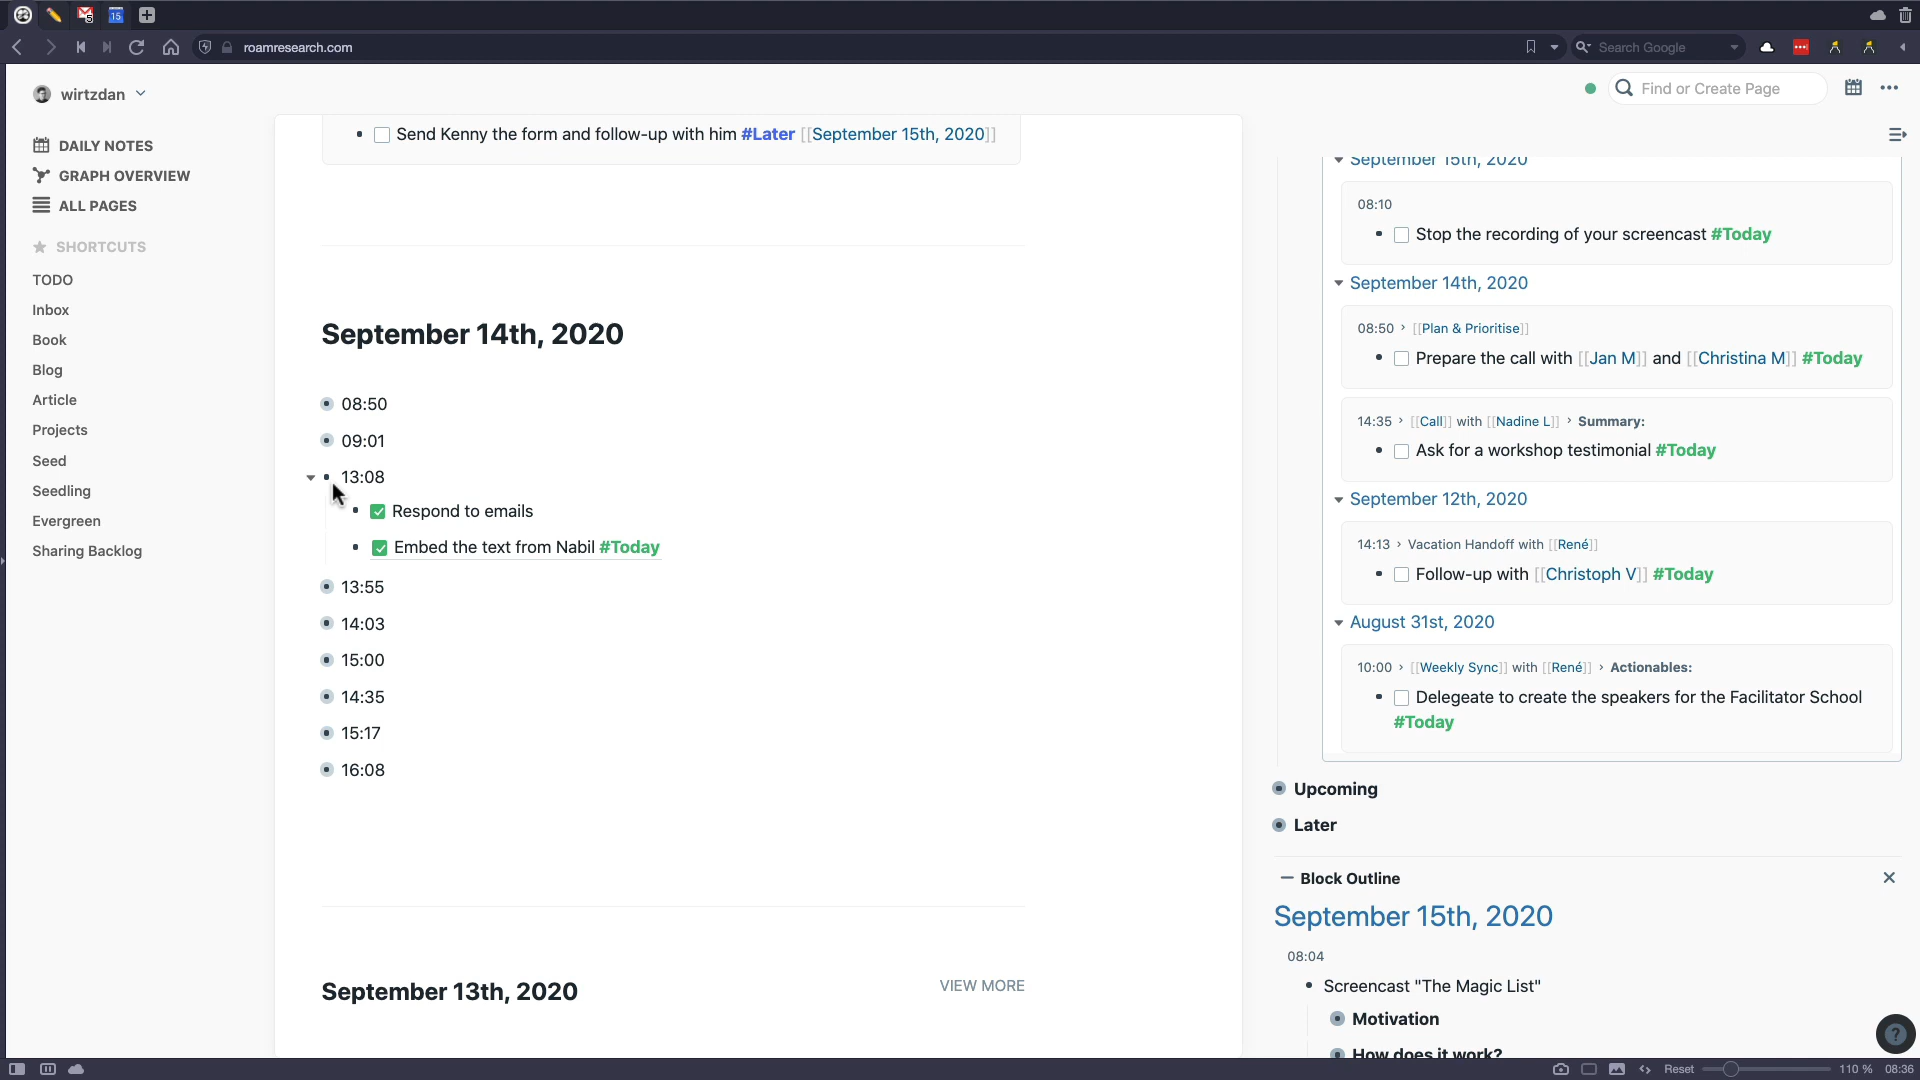 15
5
roamresearch.com
Search Google
wirtzdan
Find or Create Page
DAILY NOTES
GRAPH OVERVIEW
ALL PAGES
SHORTCUTS
TODO
Inbox
Book
Blog
Article
Projects
Seed
Seedling
Evergreen
Sharing Backlog
Send Kenny the form and follow-up with him #Later [[September 15th, 2020]]
September 14th, 2020
08:50
09:01
13:08
Respond to emails
Embed the text from Nabil #Today
13:55
14:03
15:00
14:35
15:17
16:08
September 13th, 2020
VIEW MORE
September 15th, 2020
08:10
Stop the recording of your screencast #Today
September 14th, 2020
08:50 › [[Plan & Prioritise]]
Prepare the call with [[Jan M]] and [[Christina M]] #Today
14:35 › [[Call]] with [[Nadine L]] › Summary:
Ask for a workshop testimonial #Today
September 12th, 2020
14:13 › Vacation Handoff with [[René]]
Follow-up with [[Christoph V]] #Today
August 31st, 2020
10:00 › [[Weekly Sync]] with [[René]] › Actionables:
Delegeate to create the speakers for the Facilitator School
#Today
Upcoming
Later
Block Outline
September 15th, 2020
08:04
Screencast "The Magic List"
Motivation
How does it work?
?
Reset
110 %
08:36